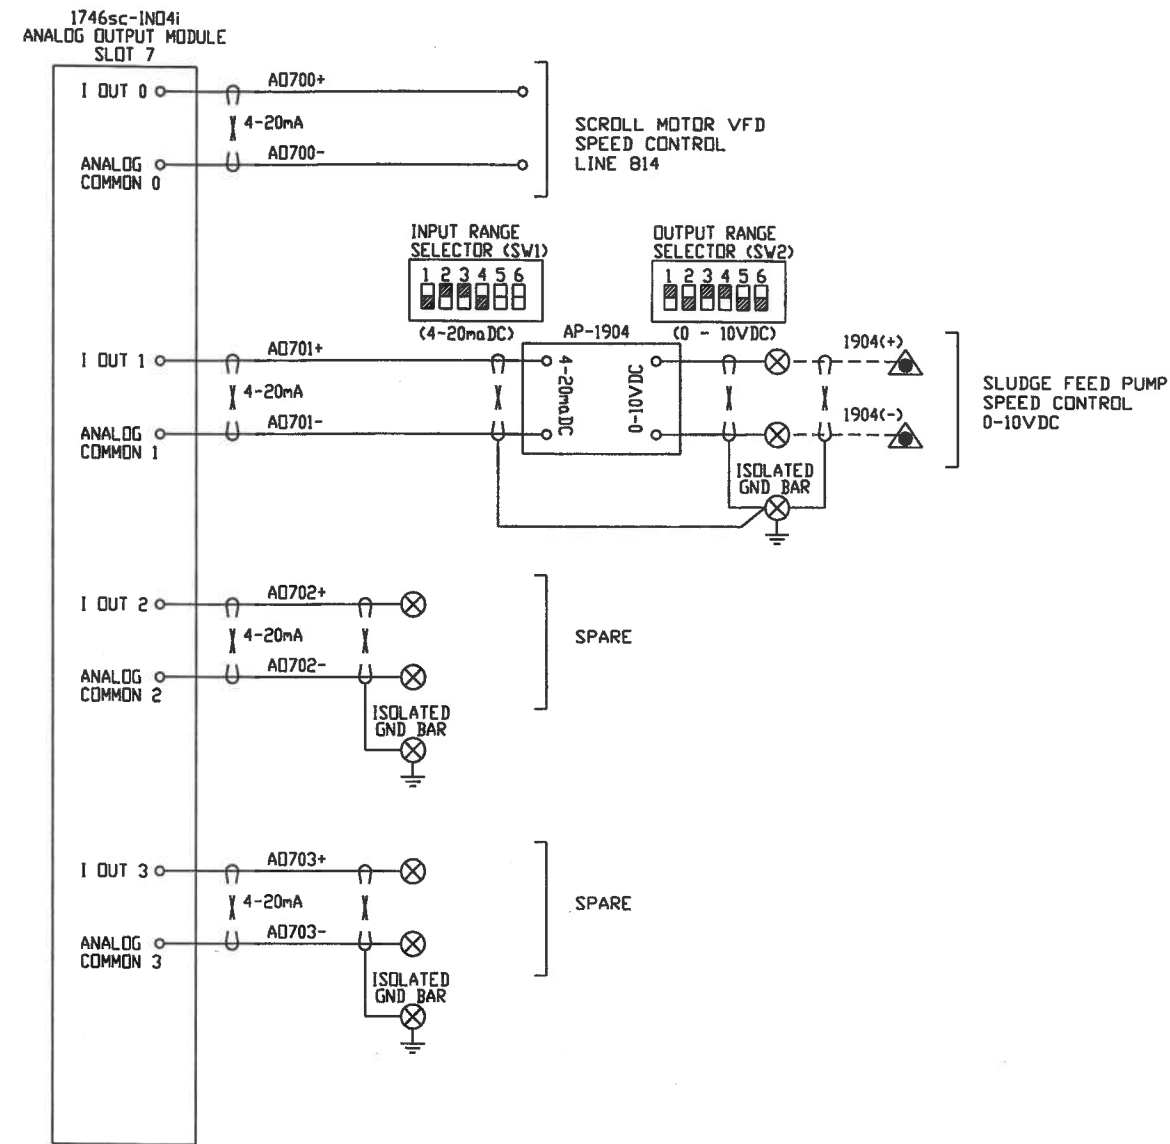 1746sc-INO4i
ANALOG OUTPUT MODULE
SLOT 7
I OUT 0
AO700+
4-20mA
AO700-
ANALOG
COMMON 0
SCROLL MOTOR VFD
SPEED CONTROL
LINE 814
INPUT RANGE
SELECTOR (SW1)
1 2 3 4 5 6
(4-20maDC)
OUTPUT RANGE
SELECTOR (SW2)
1 2 3 4 5 6
(0 - 10VDC)
AP-1904
I OUT 1
AO701+
4-20mA
AO701-
ANALOG
COMMON 1
4-20maDC
0-10VDC
1904(+)
1904(-)
ISOLATED
GND BAR
SLUDGE FEED PUMP
SPEED CONTROL
0-10VDC
I OUT 2
AO702+
4-20mA
AO702-
ANALOG
COMMON 2
ISOLATED
GND BAR
SPARE
I OUT 3
AO703+
4-20mA
AO703-
ANALOG
COMMON 3
ISOLATED
GND BAR
SPARE